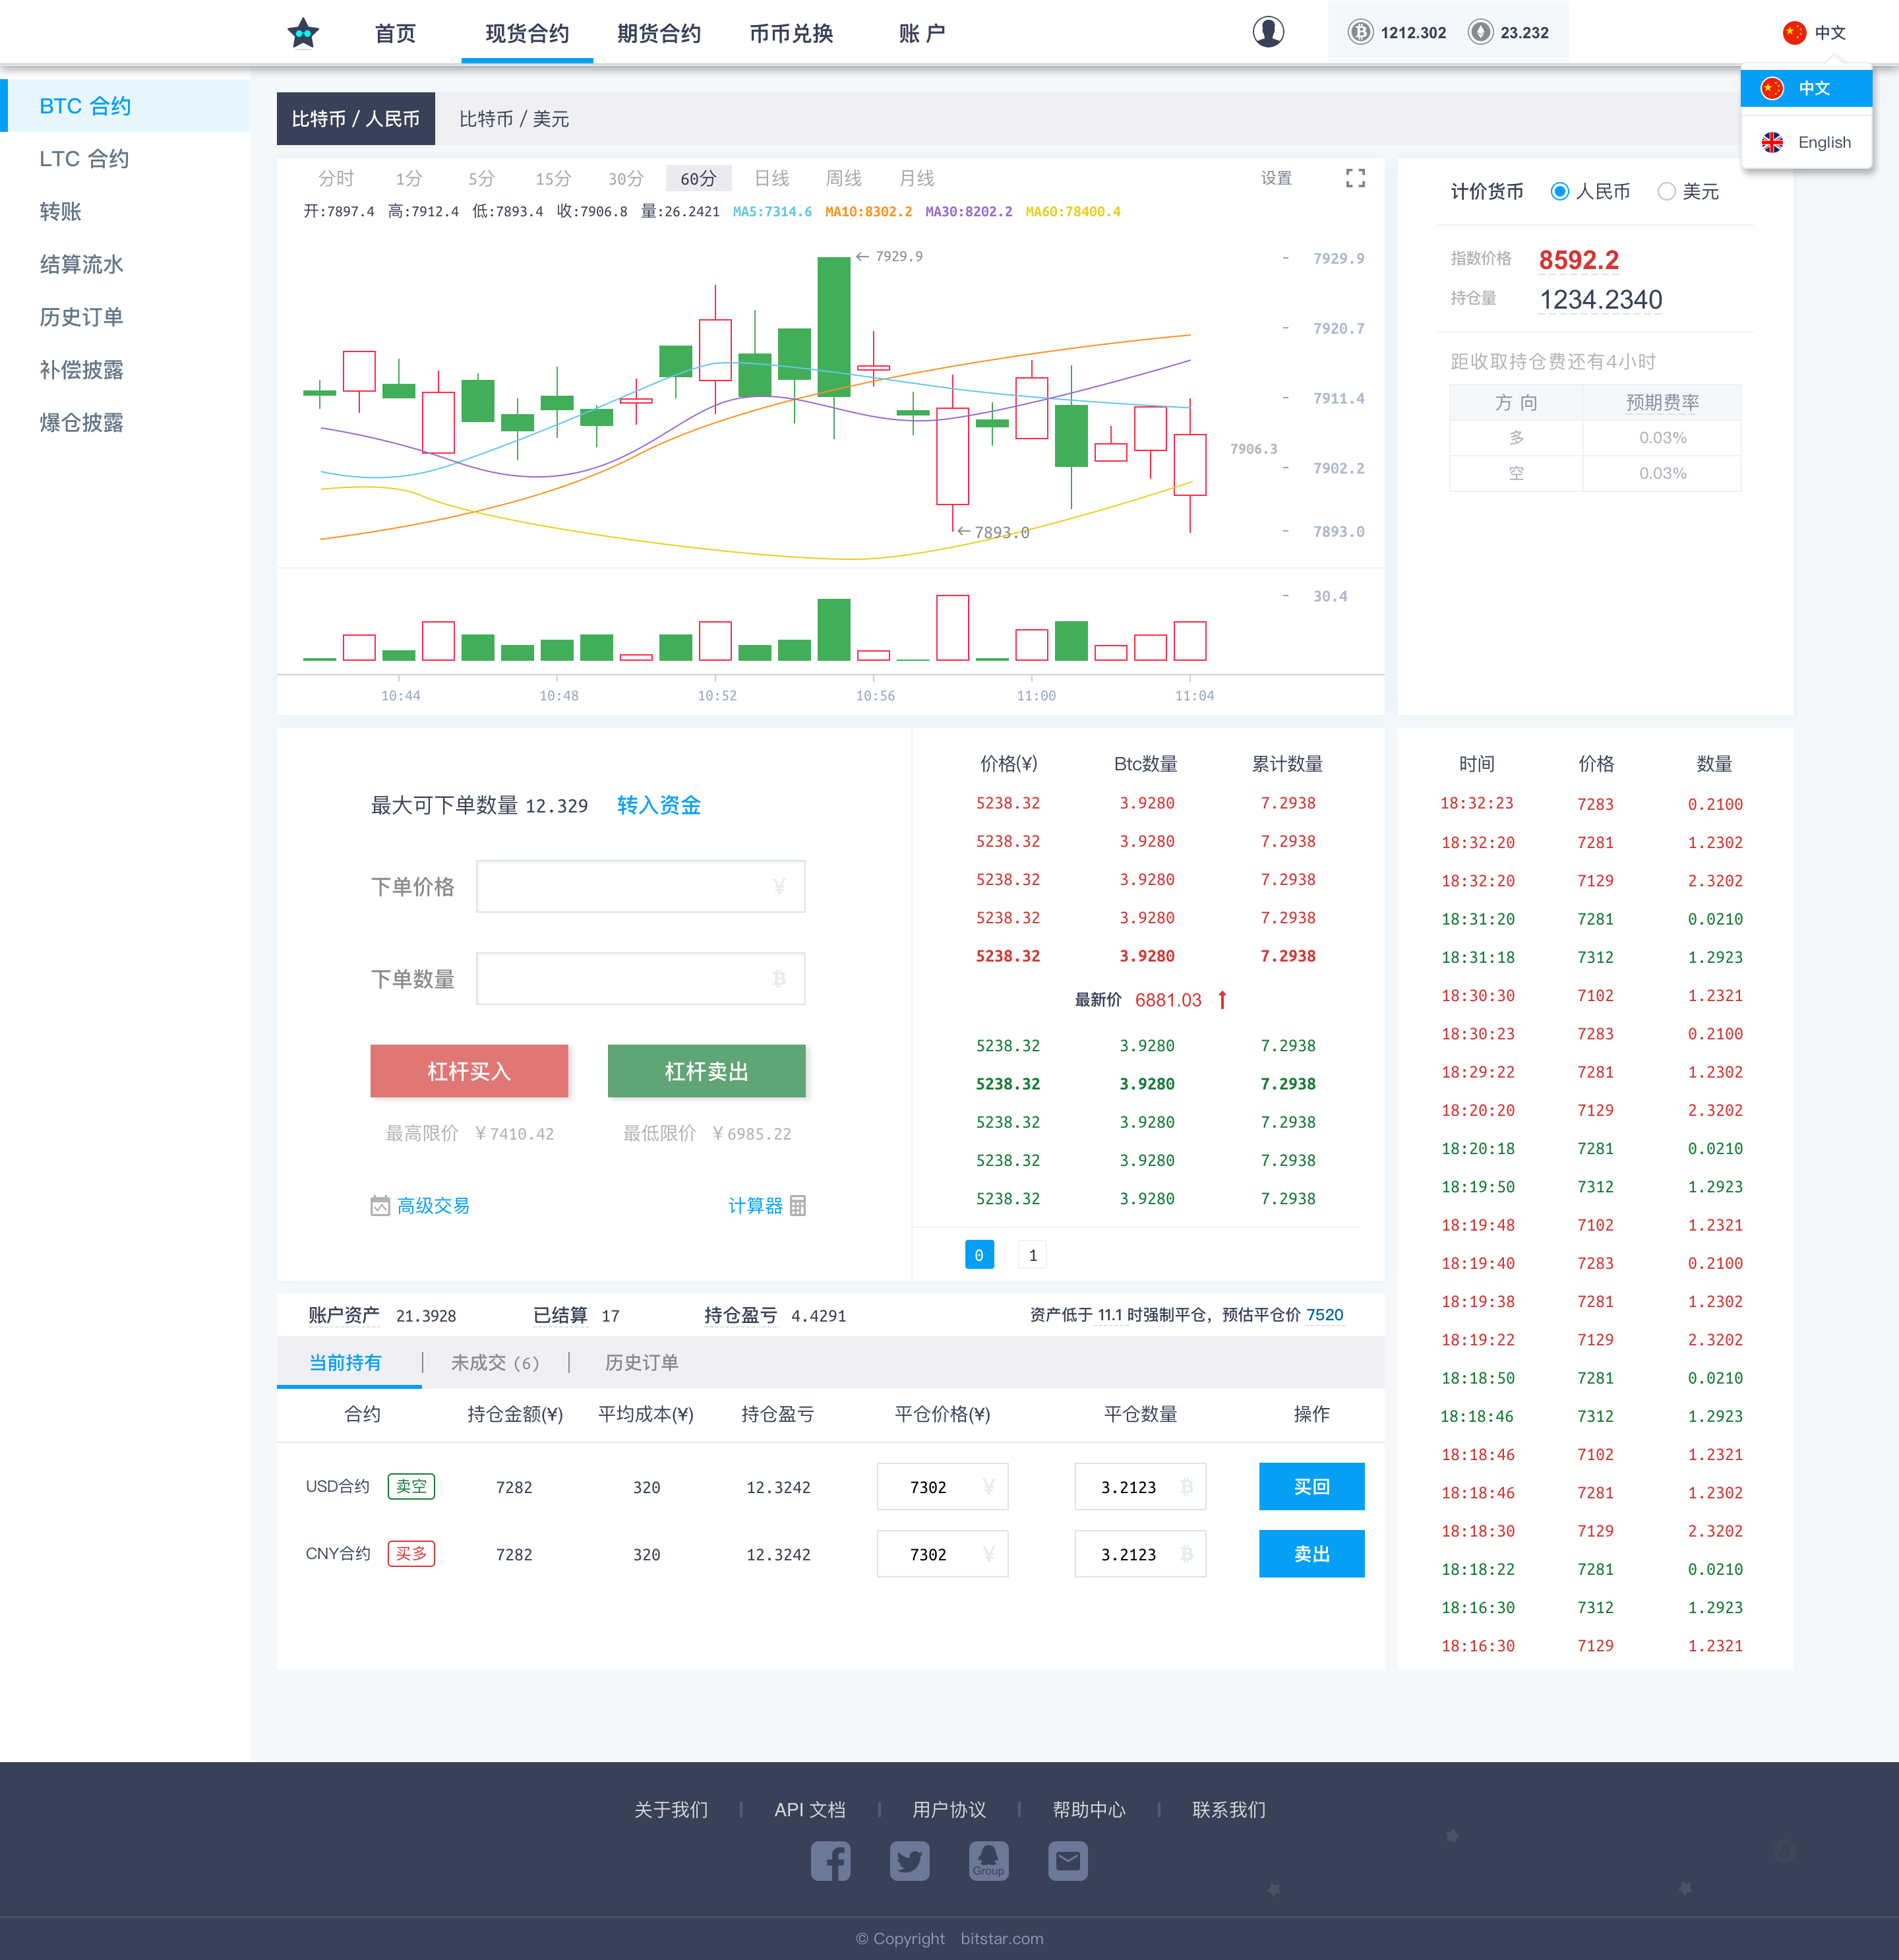 首页 现货合约 期货合约 币币兑换 账 户 1212.302 23.232 中文
中文
English
BTC 合约
LTC 合约
转账
结算流水
历史订单
补偿披露
爆仓披露
比特币 / 人民币 比特币 / 美元
分时 1分 5分 15分 30分 60分 日线 周线 月线 设置
开:7897.4 高:7912.4 低:7893.4 收:7906.8 量:26.2421 MA5:7314.6 MA10:8302.2 MA30:8202.2 MA60:78400.4
7929.9
7929.9
7920.7
7911.4
7906.3
7902.2
7893.0
7893.0
30.4
10:44 10:48 10:52 10:56 11:00 11:04
计价货币 人民币 美元
指数价格 8592.2
持仓量 1234.2340
距收取持仓费还有4小时
方 向 预期费率
多 0.03%
空 0.03%
最大可下单数量 12.329 转入资金
下单价格 ¥
下单数量
杠杆买入 杠杆卖出
最高限价 ¥7410.42 最低限价 ¥6985.22
高级交易 计算器
价格(¥) Btc数量 累计数量
5238.32 3.9280 7.2938
5238.32 3.9280 7.2938
5238.32 3.9280 7.2938
5238.32 3.9280 7.2938
5238.32 3.9280 7.2938
最新价 6881.03
5238.32 3.9280 7.2938
5238.32 3.9280 7.2938
5238.32 3.9280 7.2938
5238.32 3.9280 7.2938
5238.32 3.9280 7.2938
0 1
时间 价格 数量
18:32:23 7283 0.2100
18:32:20 7281 1.2302
18:32:20 7129 2.3202
18:31:20 7281 0.0210
18:31:18 7312 1.2923
18:30:30 7102 1.2321
18:30:23 7283 0.2100
18:29:22 7281 1.2302
18:20:20 7129 2.3202
18:20:18 7281 0.0210
18:19:50 7312 1.2923
18:19:48 7102 1.2321
18:19:40 7283 0.2100
18:19:38 7281 1.2302
18:19:22 7129 2.3202
18:18:50 7281 0.0210
18:18:46 7312 1.2923
18:18:46 7102 1.2321
18:18:46 7281 1.2302
18:18:30 7129 2.3202
18:18:22 7281 0.0210
18:16:30 7312 1.2923
18:16:30 7129 1.2321
账户资产 21.3928 已结算 17 持仓盈亏 4.4291 资产低于 11.1 时强制平仓，预估平仓价 7520
当前持有 未成交（6） 历史订单
合约 持仓金额(¥) 平均成本(¥) 持仓盈亏 平仓价格(¥) 平仓数量 操作
USD合约 卖空 7282 320 12.3242 7302 ¥ 3.2123 买回
CNY合约 买多 7282 320 12.3242 7302 ¥ 3.2123 卖出
关于我们 API 文档 用户协议 帮助中心 联系我们
Group
© Copyright bitstar.com